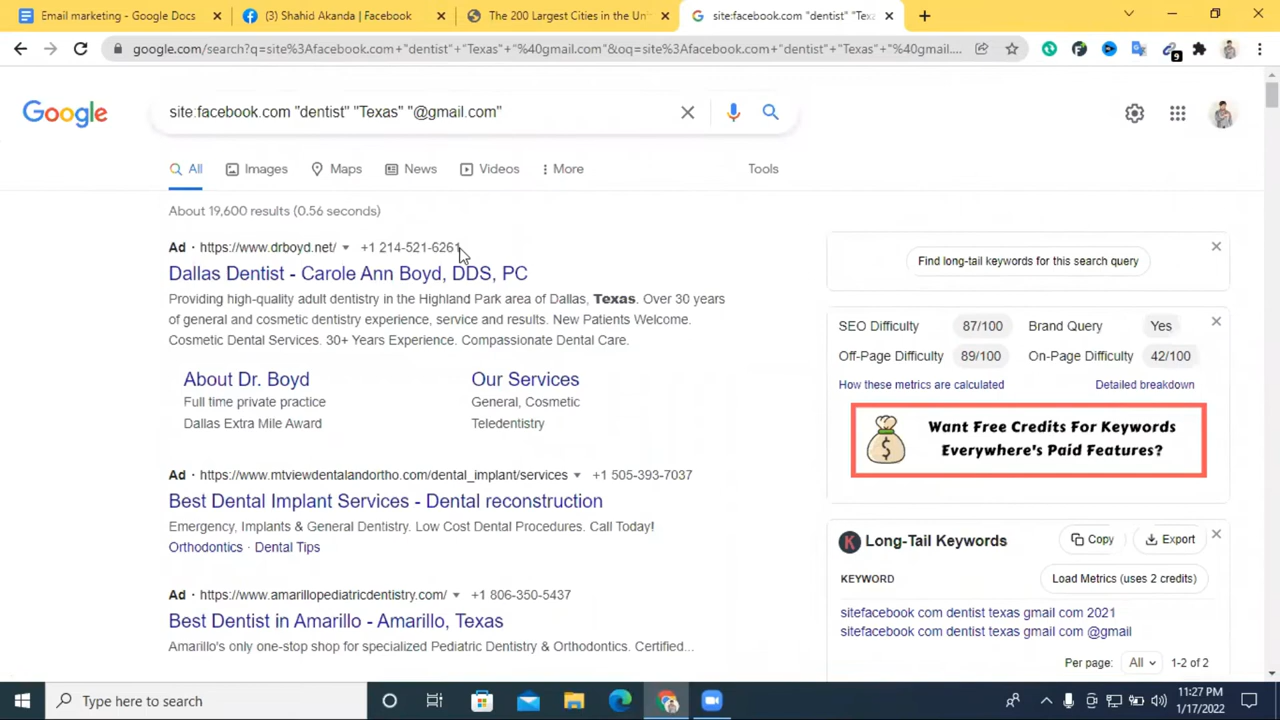 Email marketing - Google Docs
(3) Shahid Akanda | Facebook
The 200 Largest Cities in the Uni
site:facebook.com "dentist" "Tex
google.com/search?q=site%3Afacebook.com+"dentist"+"Texas"+"%40gmail.com"&oq=site%3Afacebook.com+"dentist"+"Texas"+"%40gmail....
9
Google
site:facebook.com "dentist" "Texas" "@gmail.com"
All
Images
Maps
News
Videos
More
Tools
About 19,600 results (0.56 seconds)
Ad · https://www.drboyd.net/ +1 214-521-6261
Dallas Dentist - Carole Ann Boyd, DDS, PC
Providing high-quality adult dentistry in the Highland Park area of Dallas, Texas. Over 30 years
of general and cosmetic dentistry experience, service and results. New Patients Welcome.
Cosmetic Dental Services. 30+ Years Experience. Compassionate Dental Care.
About Dr. Boyd
Full time private practice
Dallas Extra Mile Award
Our Services
General, Cosmetic
Teledentistry
Ad · https://www.mtviewdentalandortho.com/dental_implant/services +1 505-393-7037
Best Dental Implant Services - Dental reconstruction
Emergency, Implants & General Dentistry. Low Cost Dental Procedures. Call Today!
Orthodontics · Dental Tips
Ad · https://www.amarillopediatricdentistry.com/ +1 806-350-5437
Best Dentist in Amarillo - Amarillo, Texas
Amarillo's only one-stop shop for specialized Pediatric Dentistry & Orthodontics. Certified...
Find long-tail keywords for this search query
SEO Difficulty 87/100 Brand Query Yes
Off-Page Difficulty 89/100 On-Page Difficulty 42/100
How these metrics are calculated Detailed breakdown
Want Free Credits For Keywords
Everywhere's Paid Features?
K Long-Tail Keywords Copy Export
KEYWORD Load Metrics (uses 2 credits)
sitefacebook com dentist texas gmail com 2021
sitefacebook com dentist texas gmail com @gmail
Per page: All 1-2 of 2
Type here to search
11:27 PM
1/17/2022